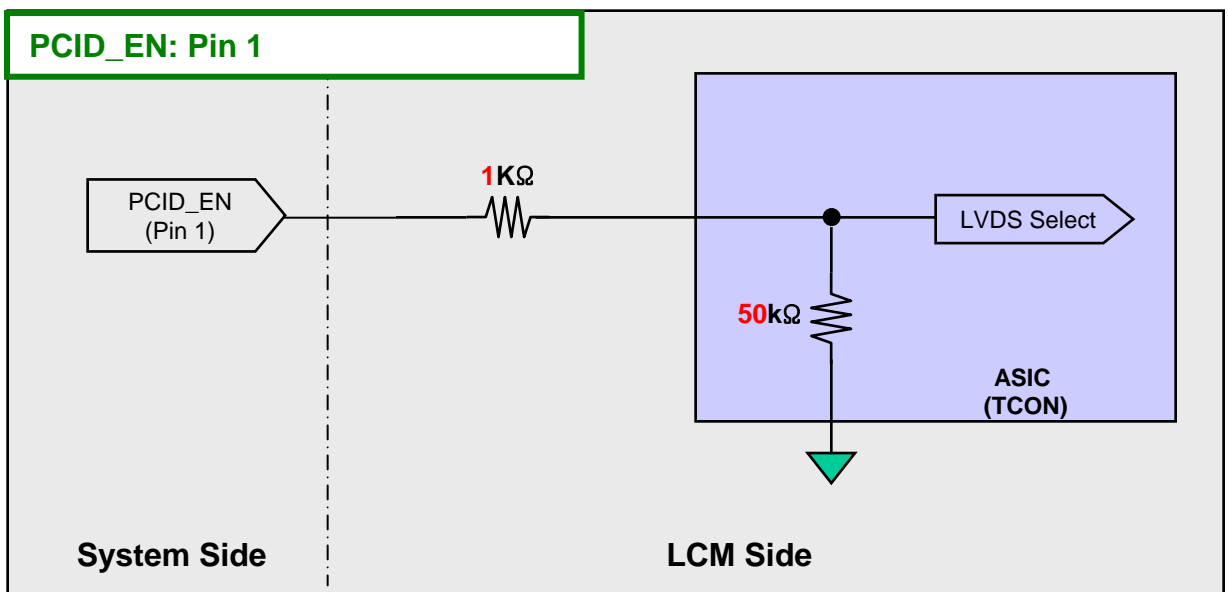 PCID_EN: Pin 1
PCID_EN
(Pin 1)
1KΩ
LVDS Select
50kΩ
ASIC
(TCON)
System Side
LCM Side